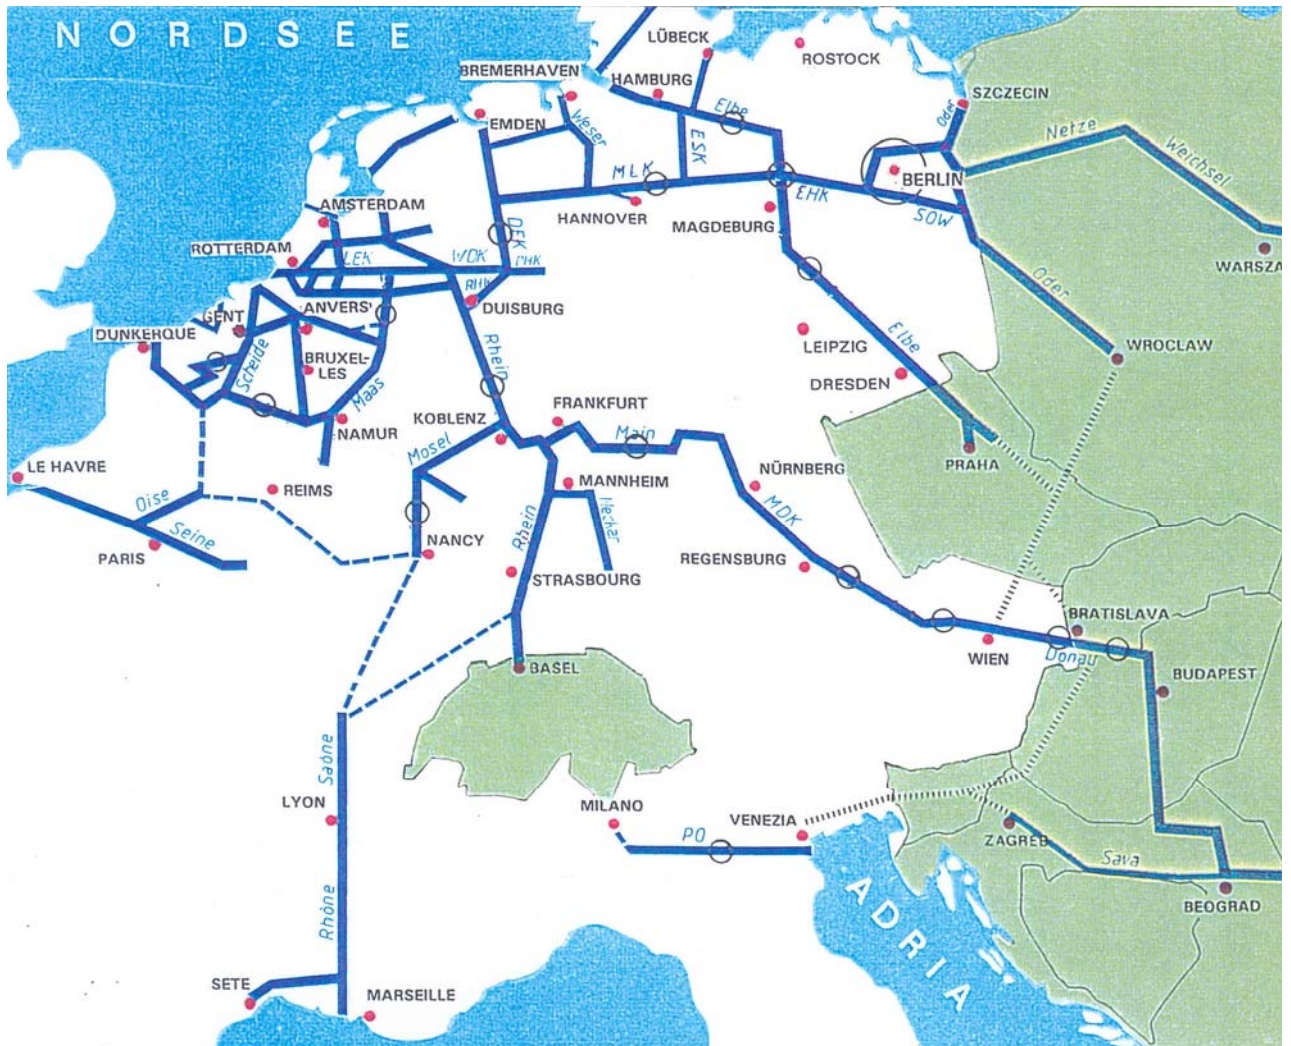 NORDSEE
LÜBECK
ROSTOCK
BREMERHAVEN
HAMBURG
SZCZECIN
Elbe
Oder
EMDEN
Weser
ESK
Netze
Weichsel
MLK
BERLIN
EHK
AMSTERDAM
HANNOVER
MAGDEBURG
SOW
DEK
ROTTERDAM
LEK
WDK
WARSZA
Oder
DUISBURG
GENT
ANVERS
DUNKERQUE
Rhein
LEIPZIG
Elbe
WROCLAW
BRUXEL-
LES
Schelde
Maas
DRESDEN
KOBLENZ
FRANKFURT
NAMUR
Mosel
Main
PRAHA
LE HAVRE
NÜRNBERG
REIMS
MANNHEIM
Oise
MDK
Seine
Neckar
Rhein
PARIS
NANCY
REGENSBURG
STRASBOURG
BRATISLAVA
WIEN
Donau
BASEL
BUDAPEST
Saône
LYON
MILANO
VENEZIA
PO
ZAGREB
Sava
Rhône
ADRIA
BEOGRAD
SETE
MARSEILLE